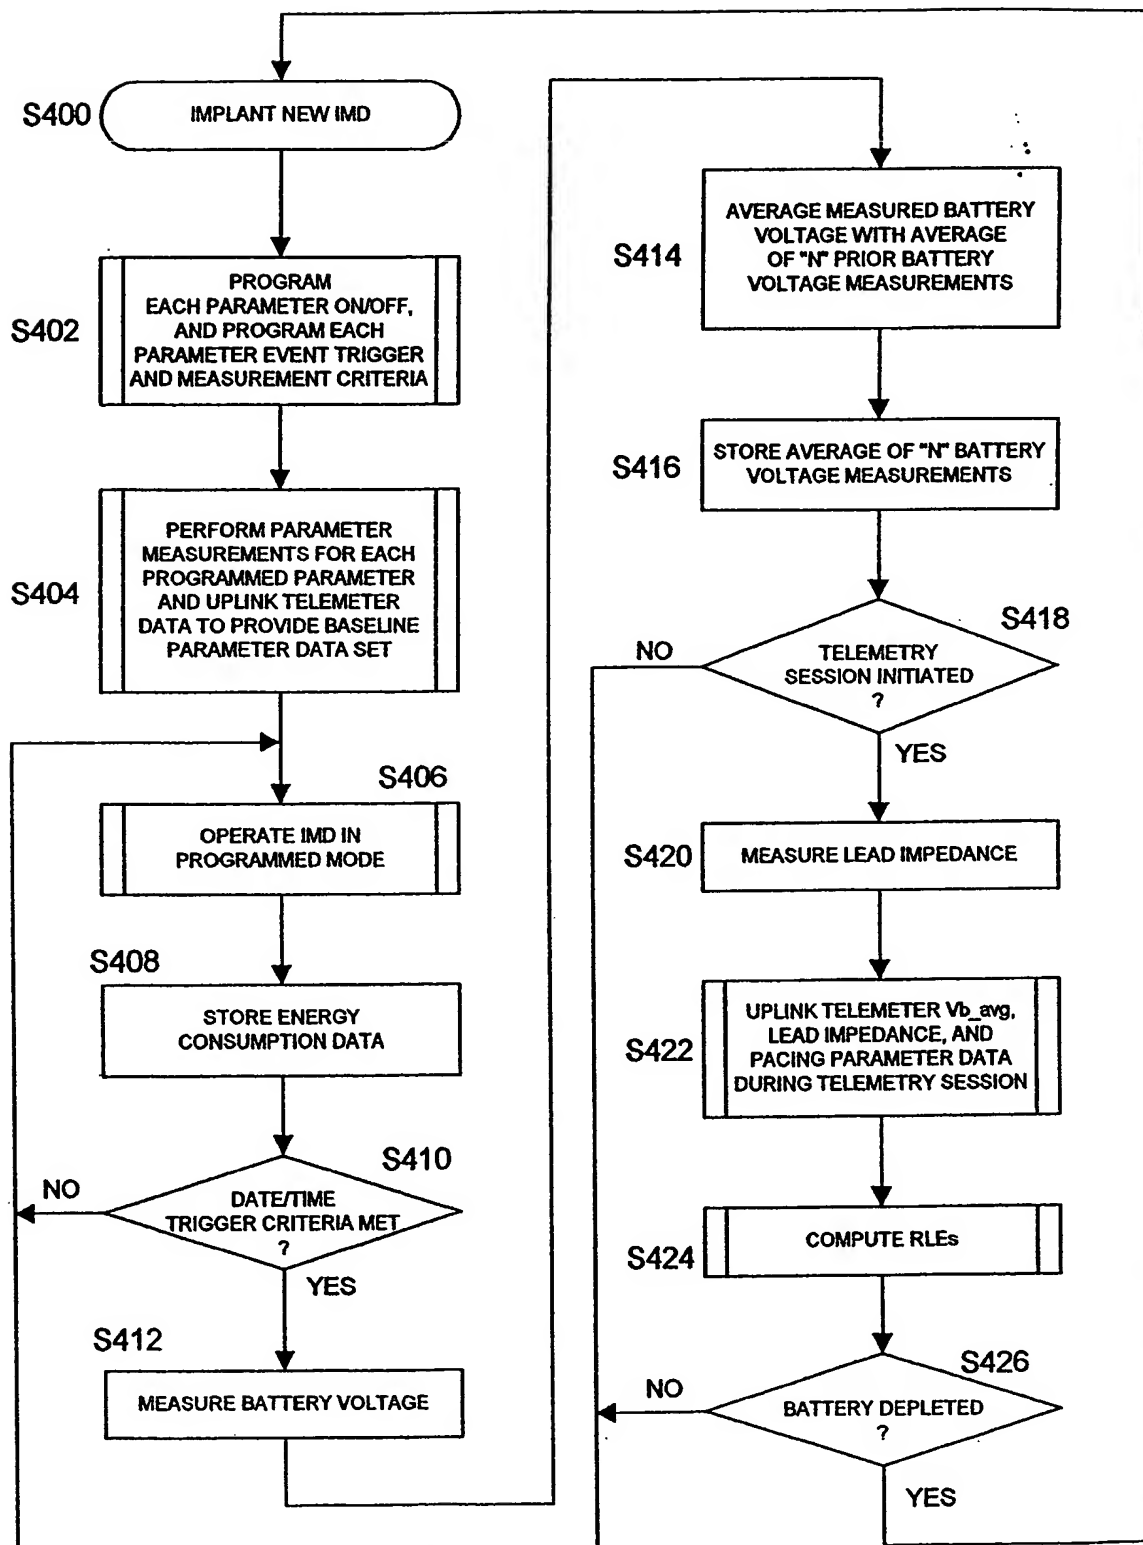 S400
IMPLANT NEW IMD
S402
PROGRAM
EACH PARAMETER ON/OFF,
AND PROGRAM EACH
PARAMETER EVENT TRIGGER
AND MEASUREMENT CRITERIA
S404
PERFORM PARAMETER
MEASUREMENTS FOR EACH
PROGRAMMED PARAMETER
AND UPLINK TELEMETER
DATA TO PROVIDE BASELINE
PARAMETER DATA SET
S406
OPERATE IMD IN
PROGRAMMED MODE
S408
STORE ENERGY
CONSUMPTION DATA
S410
NO
DATE/TIME
TRIGGER CRITERIA MET
?
YES
S412
MEASURE BATTERY VOLTAGE
S414
AVERAGE MEASURED BATTERY
VOLTAGE WITH AVERAGE
OF "N" PRIOR BATTERY
VOLTAGE MEASUREMENTS
S416
STORE AVERAGE OF "N" BATTERY
VOLTAGE MEASUREMENTS
S418
NO
TELEMETRY
SESSION INITIATED
?
YES
S420
MEASURE LEAD IMPEDANCE
S422
UPLINK TELEMETER Vb_avg,
LEAD IMPEDANCE, AND
PACING PARAMETER DATA
DURING TELEMETRY SESSION
S424
COMPUTE RLEs
S426
NO
BATTERY DEPLETED
?
YES